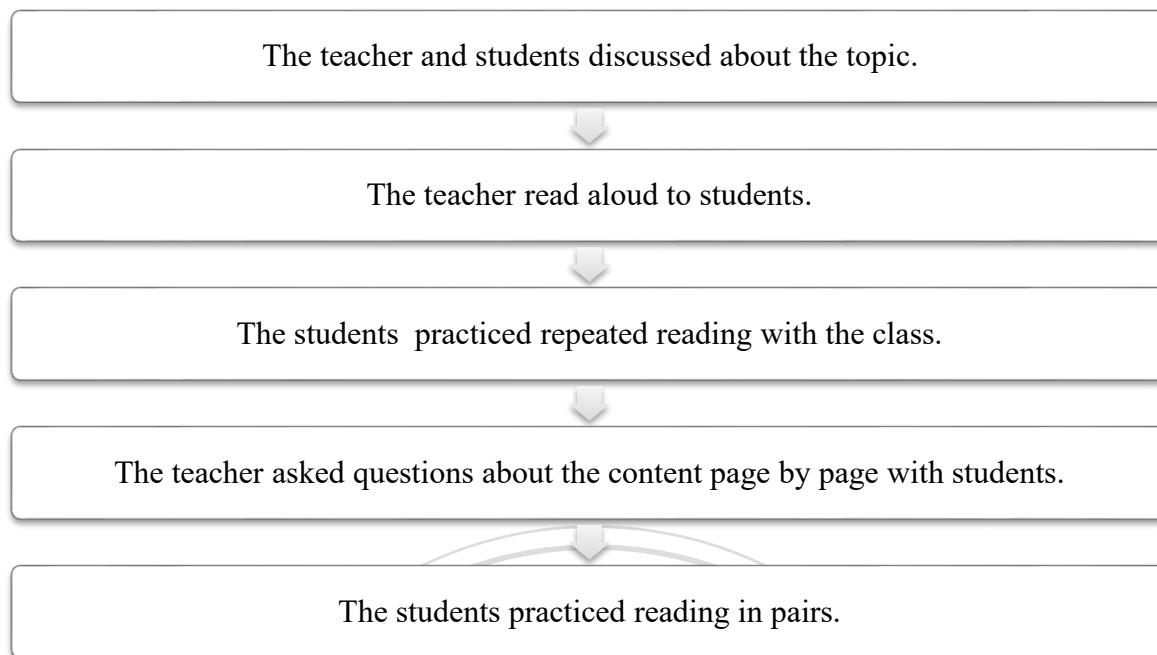 The teacher and students discussed about the topic.
The teacher read aloud to students.
The students  practiced repeated reading with the class.
The teacher asked questions about the content page by page with students.
The students practiced reading in pairs.